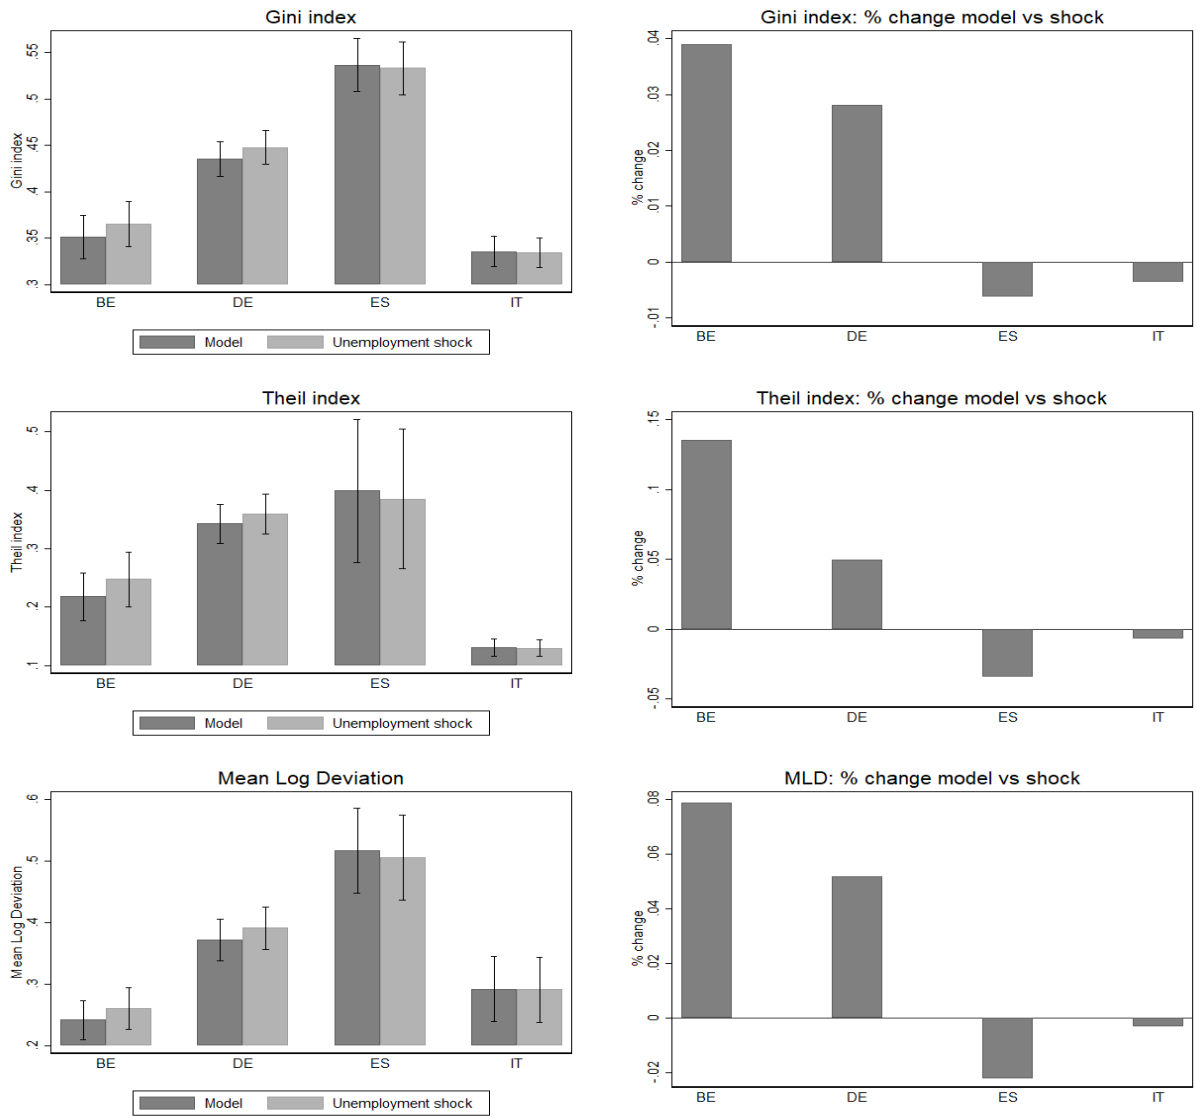 Gini index
Gini index
.55
.5
.45
.4
.35
.3
BE DE ES IT
Model Unemployment shock
Gini index: % change model vs shock
% change
.04
.03
.02
.01
0
-.01
BE DE ES IT
Theil index
Theil index
.5
.4
.3
.2
.1
BE DE ES IT
Model Unemployment shock
Theil index: % change model vs shock
% change
.15
.1
.05
0
-.05
BE DE ES IT
Mean Log Deviation
Mean Log Deviation
.6
.5
.4
.3
.2
BE DE ES IT
Model Unemployment shock
MLD: % change model vs shock
% change
.08
.06
.04
.02
0
-.02
BE DE ES IT